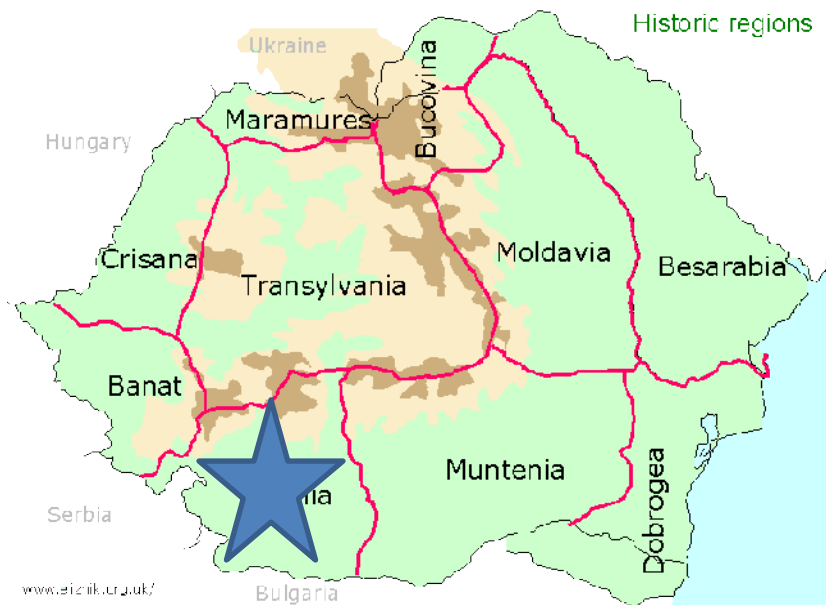 Historic regions
Ukraine
Bucovina
Maramures
Hungary
Moldavia
Crisana
Besarabia
Transylvania
Banat
Muntenia
Dobrogea
Serbia
Bulgaria